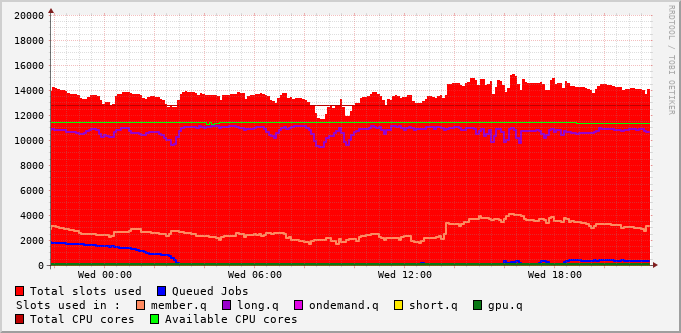 20000
18000
16000
14000
12000
10000
8000
6000
4000
2000
0
Wed 00:00 Wed 06:00 Wed 12:00 Wed 18:00
RRDTOOL / TOBI OETIKER
Total slots used Queued Jobs
Slots used in : member.q long.q ondemand.q short.q gpu.q
Total CPU cores Available CPU cores